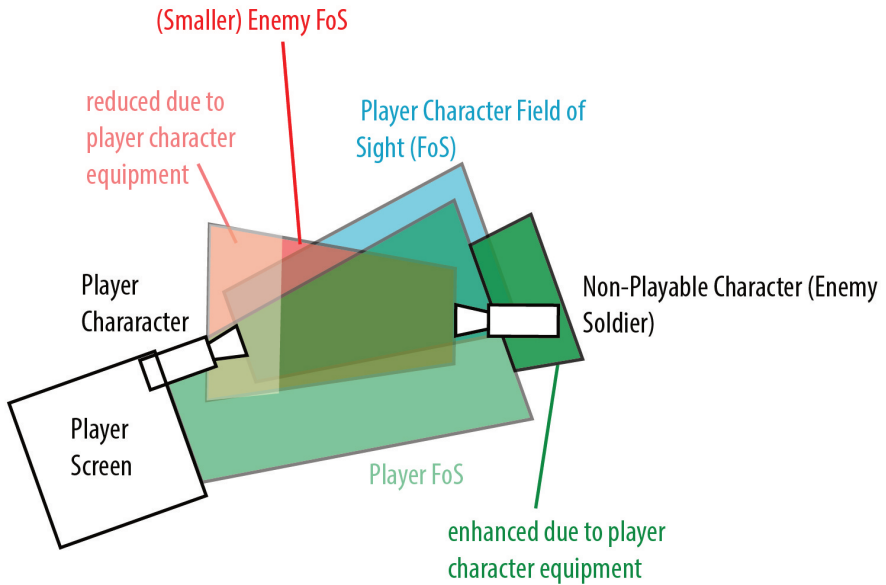 (Smaller) Enemy FoS
reduced due to
player character
equipment
Player Character Field of
Sight (FoS)
Player
Chararacter
Non-Playable Character (Enemy
Soldier)
Player
Screen
Player FoS
enhanced due to player
character equipment